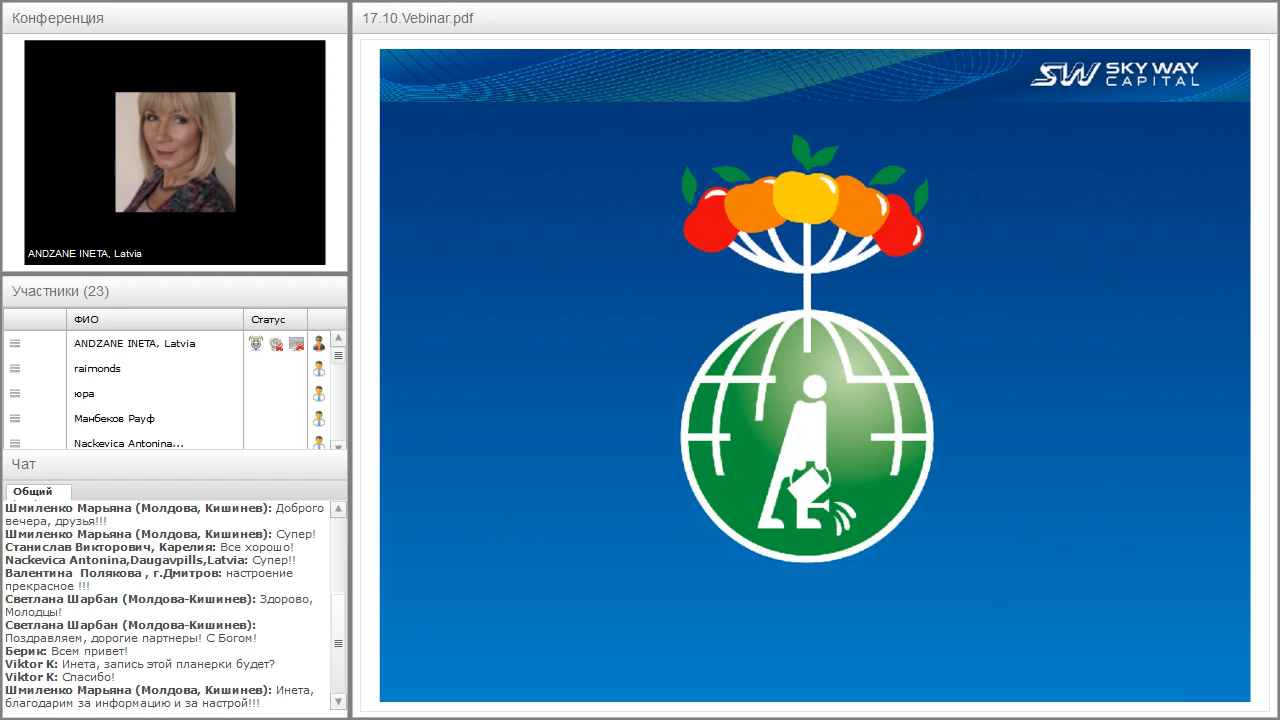 Конференция
ANDZANE INETA, Latvia
Участники (23)
ФИО
Статус
ANDZANE INETA, Latvia
raimonds
юра
Манбеков Рауф
Nackevica Antonina...
Чат
Общий
Шмиленко Марьяна (Молдова, Кишинев): Доброго
вечера, друзья!!!
Шмиленко Марьяна (Молдова, Кишинев): Супер!
Станислав Викторович, Карелия: Все хорошо!
Nackevica Antonina,Daugavpills,Latvia: Супер!!
Валентина Полякова , г.Дмитров: настроение
прекрасное !!!
Светлана Шарбан (Молдова-Кишинев): Здорово,
Молодцы!
Светлана Шарбан (Молдова-Кишинев):
Поздравляем, дорогие партнеры! С Богом!
Берик: Всем привет!
Viktor K: Инета, запись этой планерки будет?
Viktor K: Спасибо!
Шмиленко Марьяна (Молдова, Кишинев): Инета,
благодарим за информацию и за настрой!!!
17.10.Vebinar.pdf
SW SKY WAY
CAPITAL